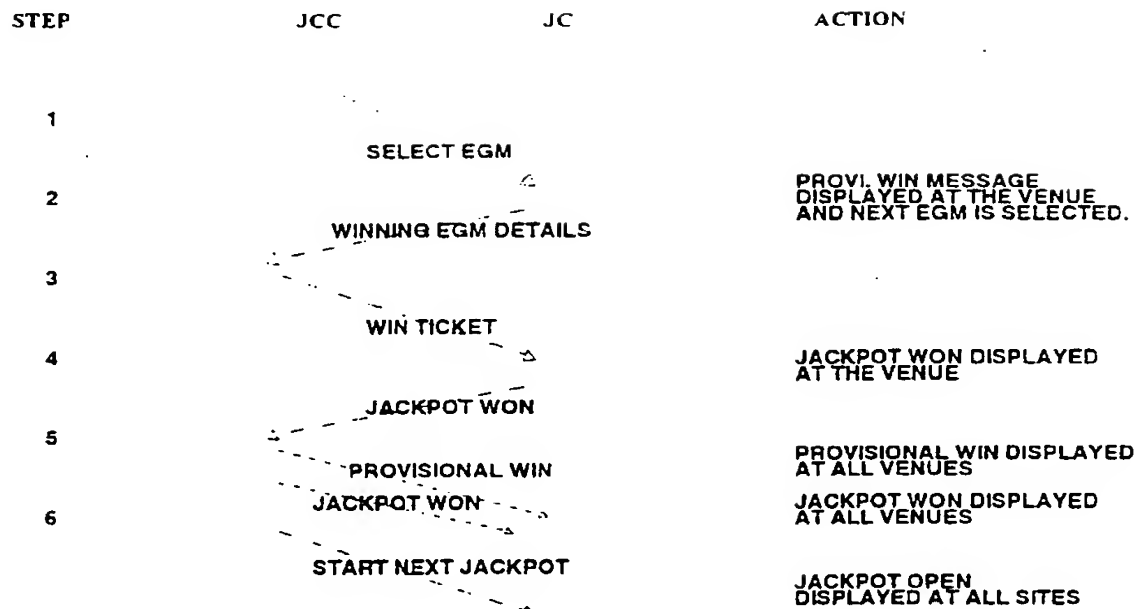 STEP JCC JC ACTION
1
SELECT EGM
2
PROVI. WIN MESSAGE
DISPLAYED AT THE VENUE
AND NEXT EGM IS SELECTED.
WINNING EGM DETAILS
3
WIN TICKET
4
JACKPOT WON DISPLAYED
AT THE VENUE
JACKPOT WON
5
PROVISIONAL WIN
PROVISIONAL WIN DISPLAYED
AT ALL VENUES
JACKPOT WON
JACKPOT WON DISPLAYED
AT ALL VENUES
6
START NEXT JACKPOT
JACKPOT OPEN
DISPLAYED AT ALL SITES